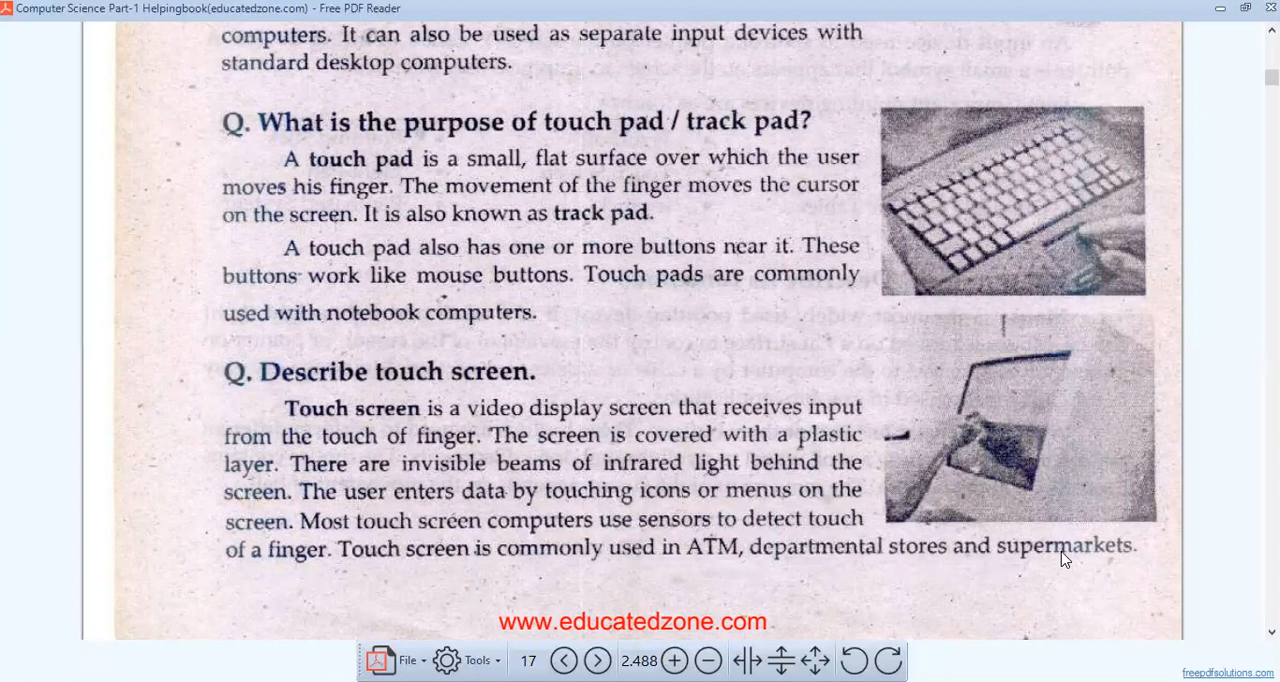 Computer Science Part-1 Helpingbook(educatedzone.com) - Free PDF Reader
computers. It can also be used as separate input devices with
standard desktop computers.
Q. What is the purpose of touch pad / track pad?
A touch pad is a small, flat surface over which the user
moves his finger. The movement of the finger moves the cursor
on the screen. It is also known as track pad.
A touch pad also has one or more buttons near it. These
buttons work like mouse buttons. Touch pads are commonly
used with notebook computers.
Q. Describe touch screen.
Touch screen is a video display screen that receives input
from the touch of finger. The screen is covered with a plastic
layer. There are invisible beams of infrared light behind the
screen. The user enters data by touching icons or menus on the
screen. Most touch screen computers use sensors to detect touch
of a finger. Touch screen is commonly used in ATM, departmental stores and supermarkets.
www.educatedzone.com
File Tools 17 2.488
freepdfsolutions.com